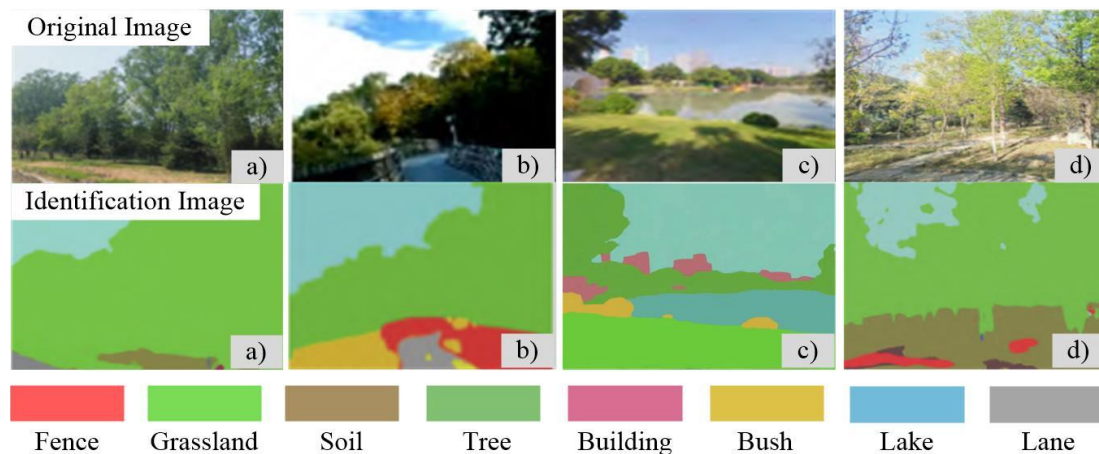 Original Image
a) b) c) d)
Identification Image
a) b) c) d)
Fence Grassland Soil Tree Building Bush Lake Lane